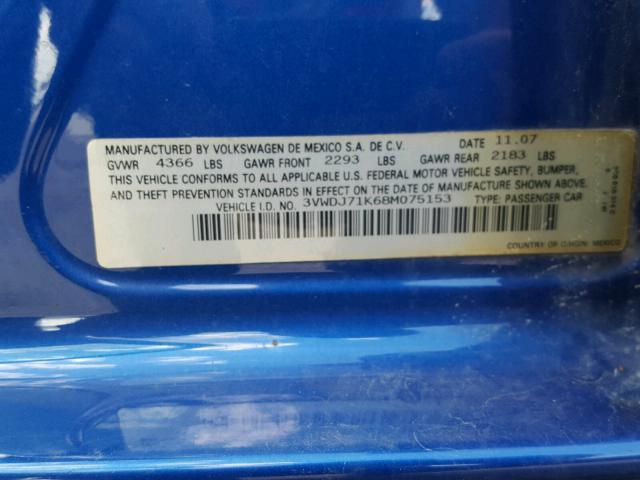 MANUFACTURED BY VOLKSWAGEN DE MEXICO S.A. DE C.V. DATE 11.07
GVWR 4366 LBS GAWR FRONT 2293 LBS GAWR REAR 2183 LBS
THIS VEHICLE CONFORMS TO ALL APPLICABLE U.S. FEDERAL MOTOR VEHICLE SAFETY, BUMPER,
AND THEFT PREVENTION STANDARDS IN EFFECT ON THE DATE OF MANUFACTURE SHOWN ABOVE.
VEHICLE I.D. NO. 3VWDJ71K68M075153 TYPE: PASSENGER CAR
COUNTRY OF ORIGIN: MEXICO